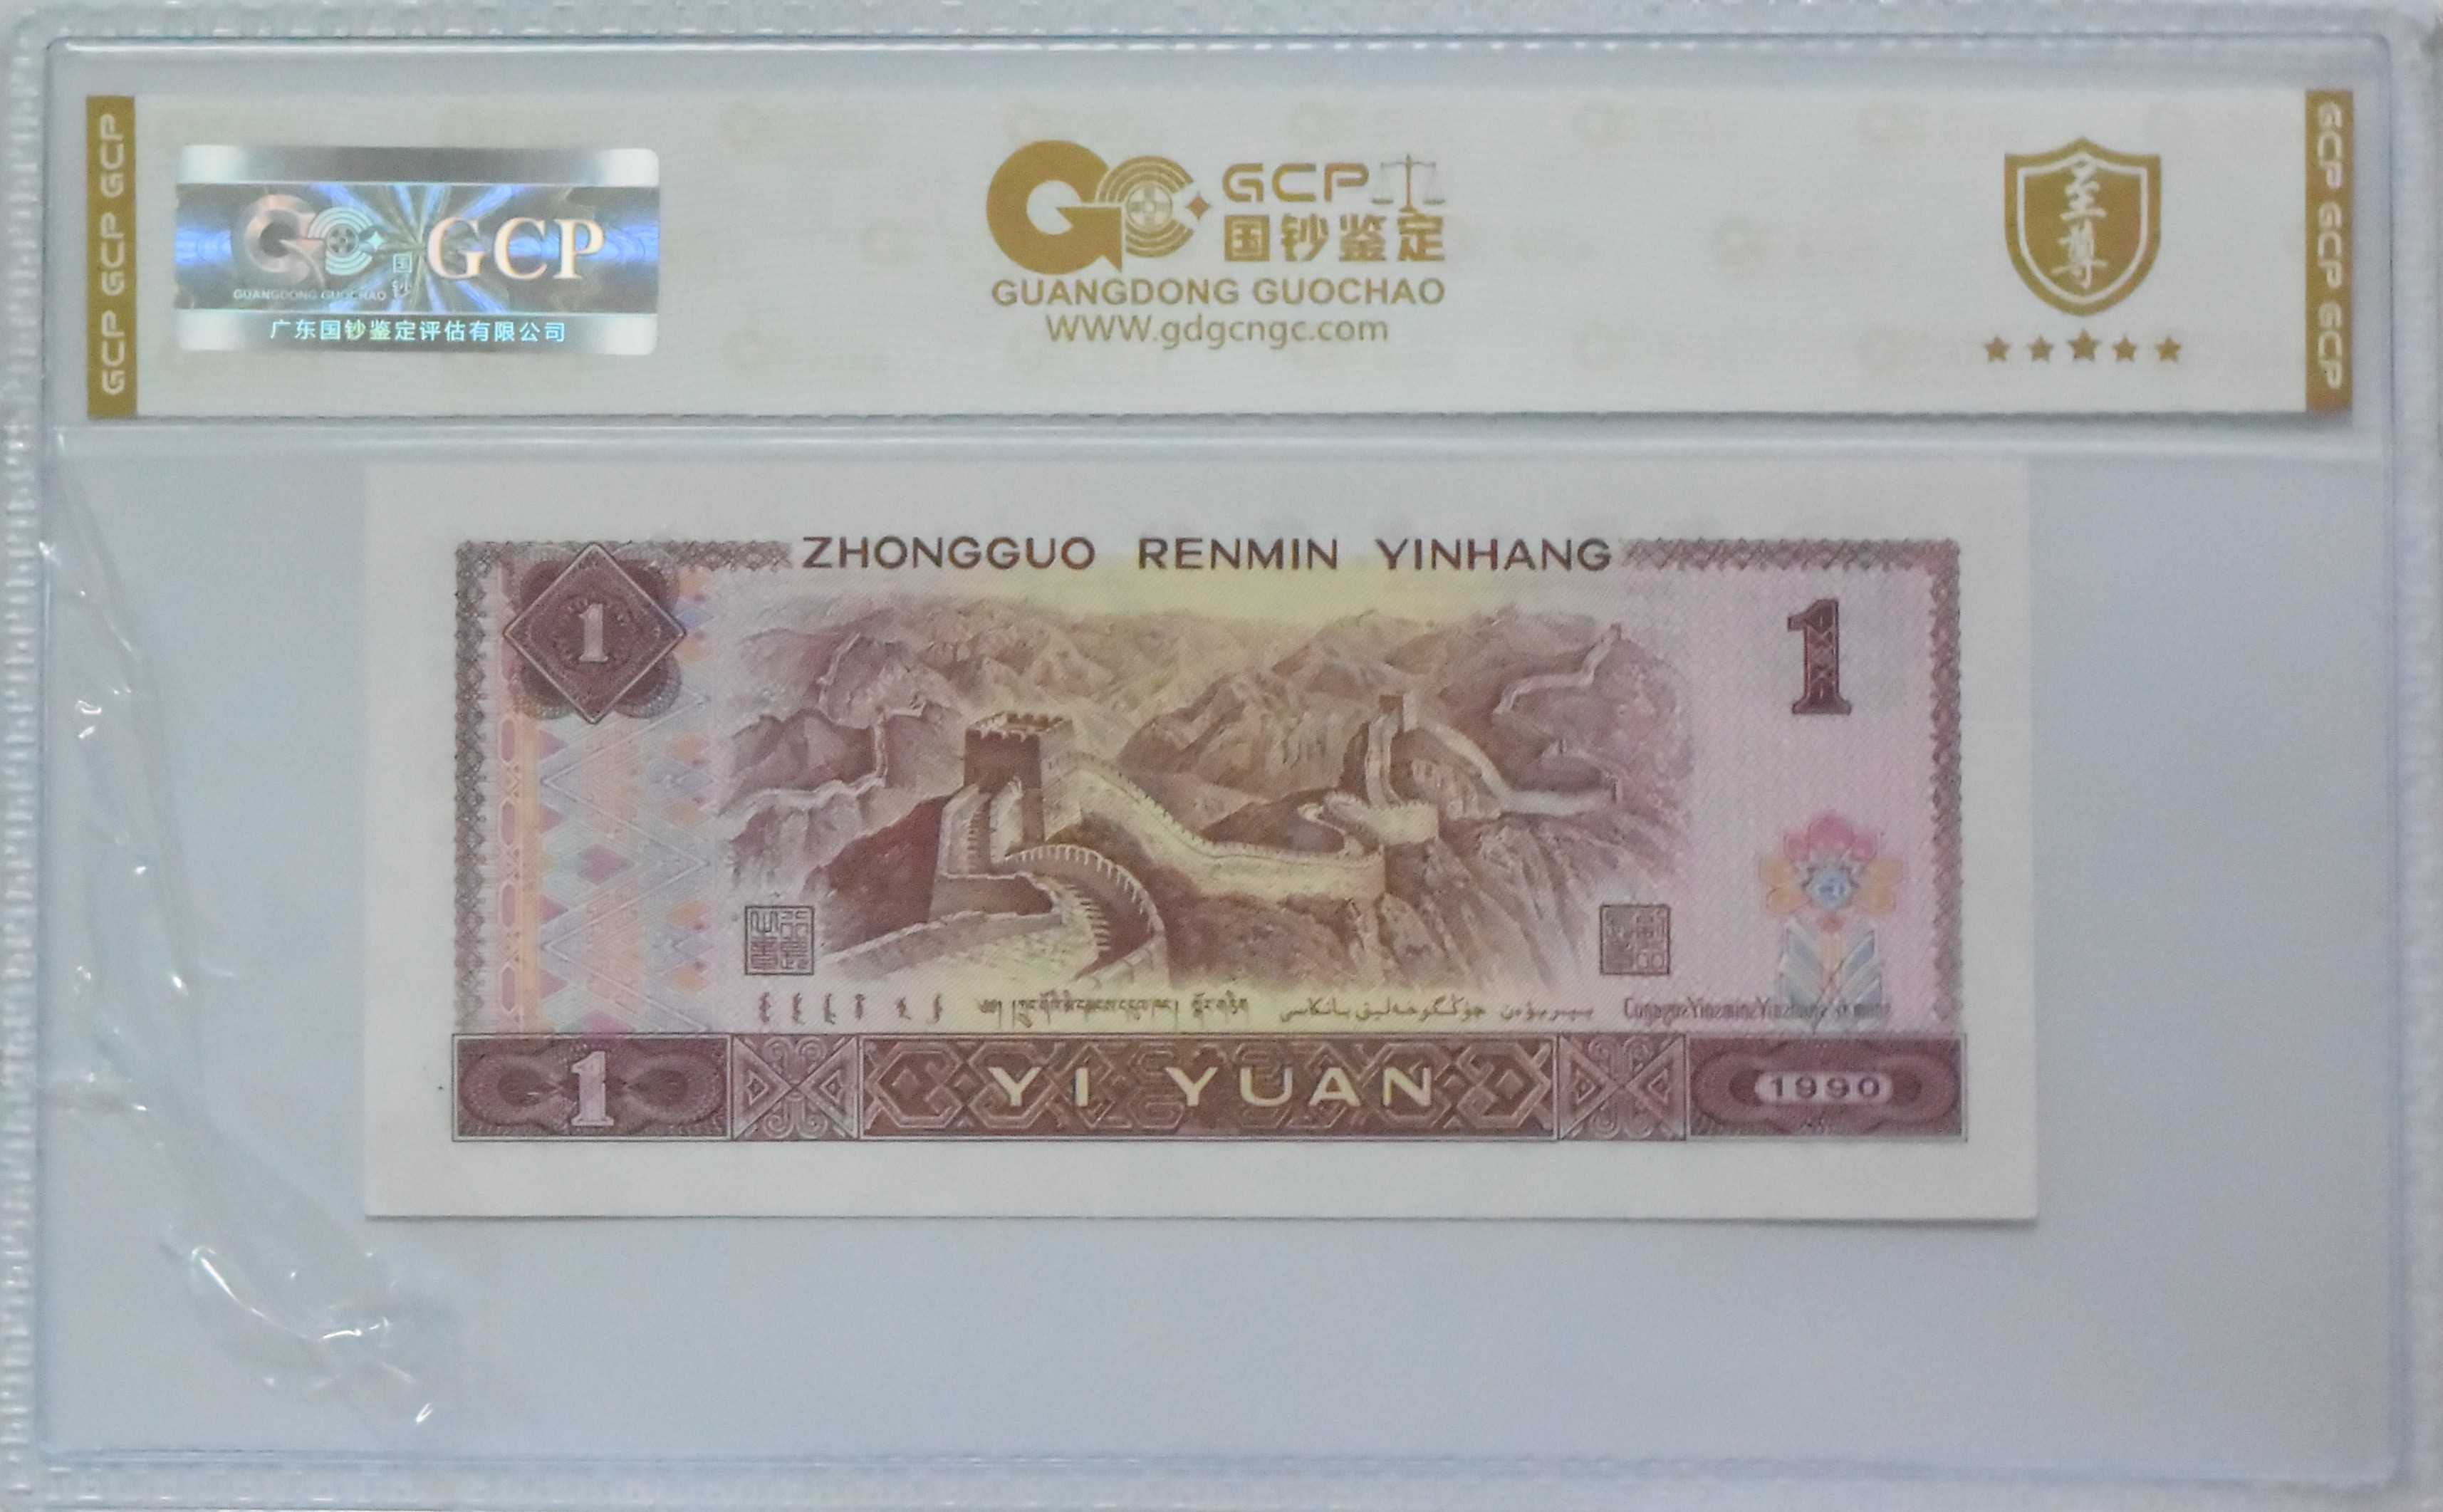 GCP GCP GCP
GCP
国钞
GUANGDONG GUOCHAO
广东国钞鉴定评估有限公司
GCP
国钞鉴定
GUANGDONG GUOCHAO
WWW.gdgcngc.com
至尊
GCP GCP GCP
ZHONGGUO RENMIN YINHANG
1
1
1
YI YUAN
1990